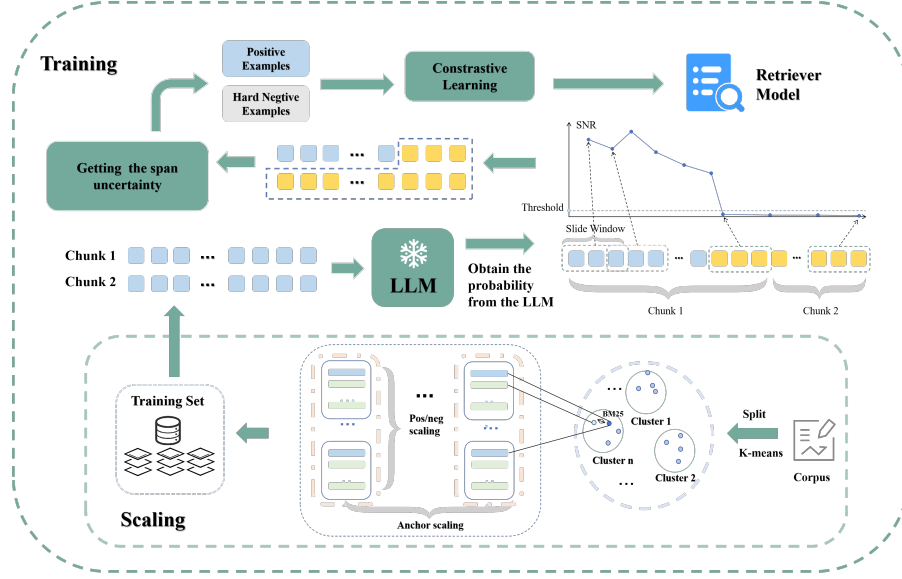 Training
Positive
Examples
Hard Negtive
Examples
Constrastive
Learning
Retriever
Model
Getting the span
uncertainty
...
SNR
Threshold
Slide Window
Chunk 1
Chunk 2
LLM
Obtain the
probability
from the LLM
...
...
Chunk 1
Chunk 2
Training Set
Scaling
...
Pos/neg
scaling
Anchor scaling
...
BM25
Cluster 1
Cluster n
Cluster 2
...
Split
K-means
Corpus